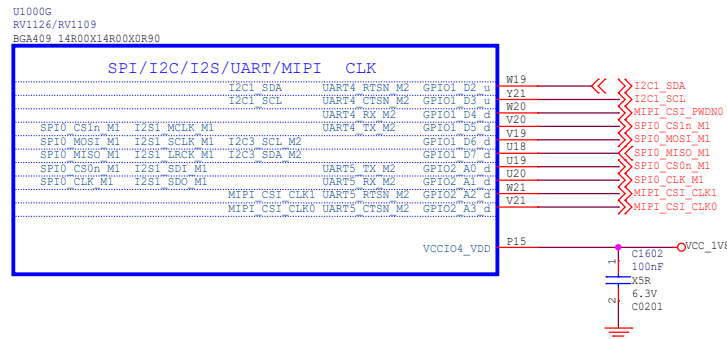 U1000G
RV1126/RV1109
BGA409_14R00X14R00X0R90
SPI/I2C/I2S/UART/MIPI CLK
I2C1_SDA UART4_RTSN_M2 GPIO1_D2_u W19 I2C1_SDA
I2C1_SCL UART4_CTSN_M2 GPIO1_D3_u Y21 I2C1_SCL
UART4_RX_M2 GPIO1_D4_d W20 MIPI_CSI_PWDN0
SPI0_CS1n_M1 I2S1_MCLK_M1 UART4_TX_M2 GPIO1_D5_d V20 SPI0_CS1n_M1
SPI0_MOSI_M1 I2S1_SCLK_M1 I2C3_SCL_M2 GPIO1_D6_d V19 SPI0_MOSI_M1
SPI0_MISO_M1 I2S1_LRCK_M1 I2C3_SDA_M2 GPIO1_D7_d U18 SPI0_MISO_M1
SPI0_CS0n_M1 I2S1_SDI_M1 UART5_TX_M2 GPIO2_A0_d U19 SPI0_CS0n_M1
SPI0_CLK_M1 I2S1_SDO_M1 UART5_RX_M2 GPIO2_A1_d U20 SPI0_CLK_M1
MIPI_CSI_CLK1 UART5_RTSN_M2 GPIO2_A2_d W21 MIPI_CSI_CLK1
MIPI_CSI_CLK0 UART5_CTSN_M2 GPIO2_A3_d V21 MIPI_CSI_CLK0
VCCIO4_VDD P15 VCC_1V8
C1602
1 100nF
X5R
2 6.3V
C0201